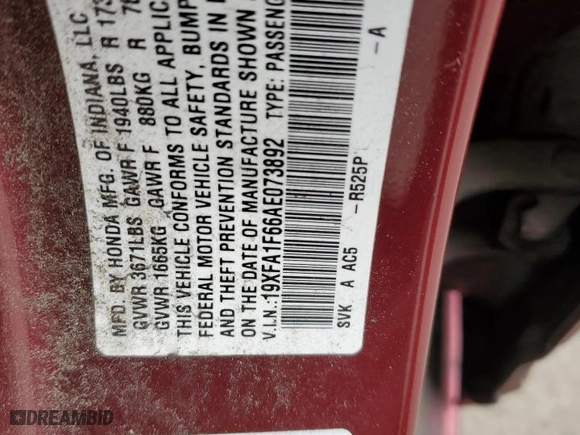 MFD. BY HONDA MFG. OF INDIANA, LLC
GVWR 3671LBS GAWR F 1940LBS R 173
GVWR 1665KG GAWR F 880KG R 78
THIS VEHICLE CONFORMS TO ALL APPLIC
FEDERAL MOTOR VEHICLE SAFETY, BUMP
AND THEFT PREVENTION STANDARDS IN
ON THE DATE OF MANUFACTURE SHOWN
V.I.N.:19XFA1F66AE073892 TYPE: PASSENG
SVK A AC5 -R525P -A
DREAMBID